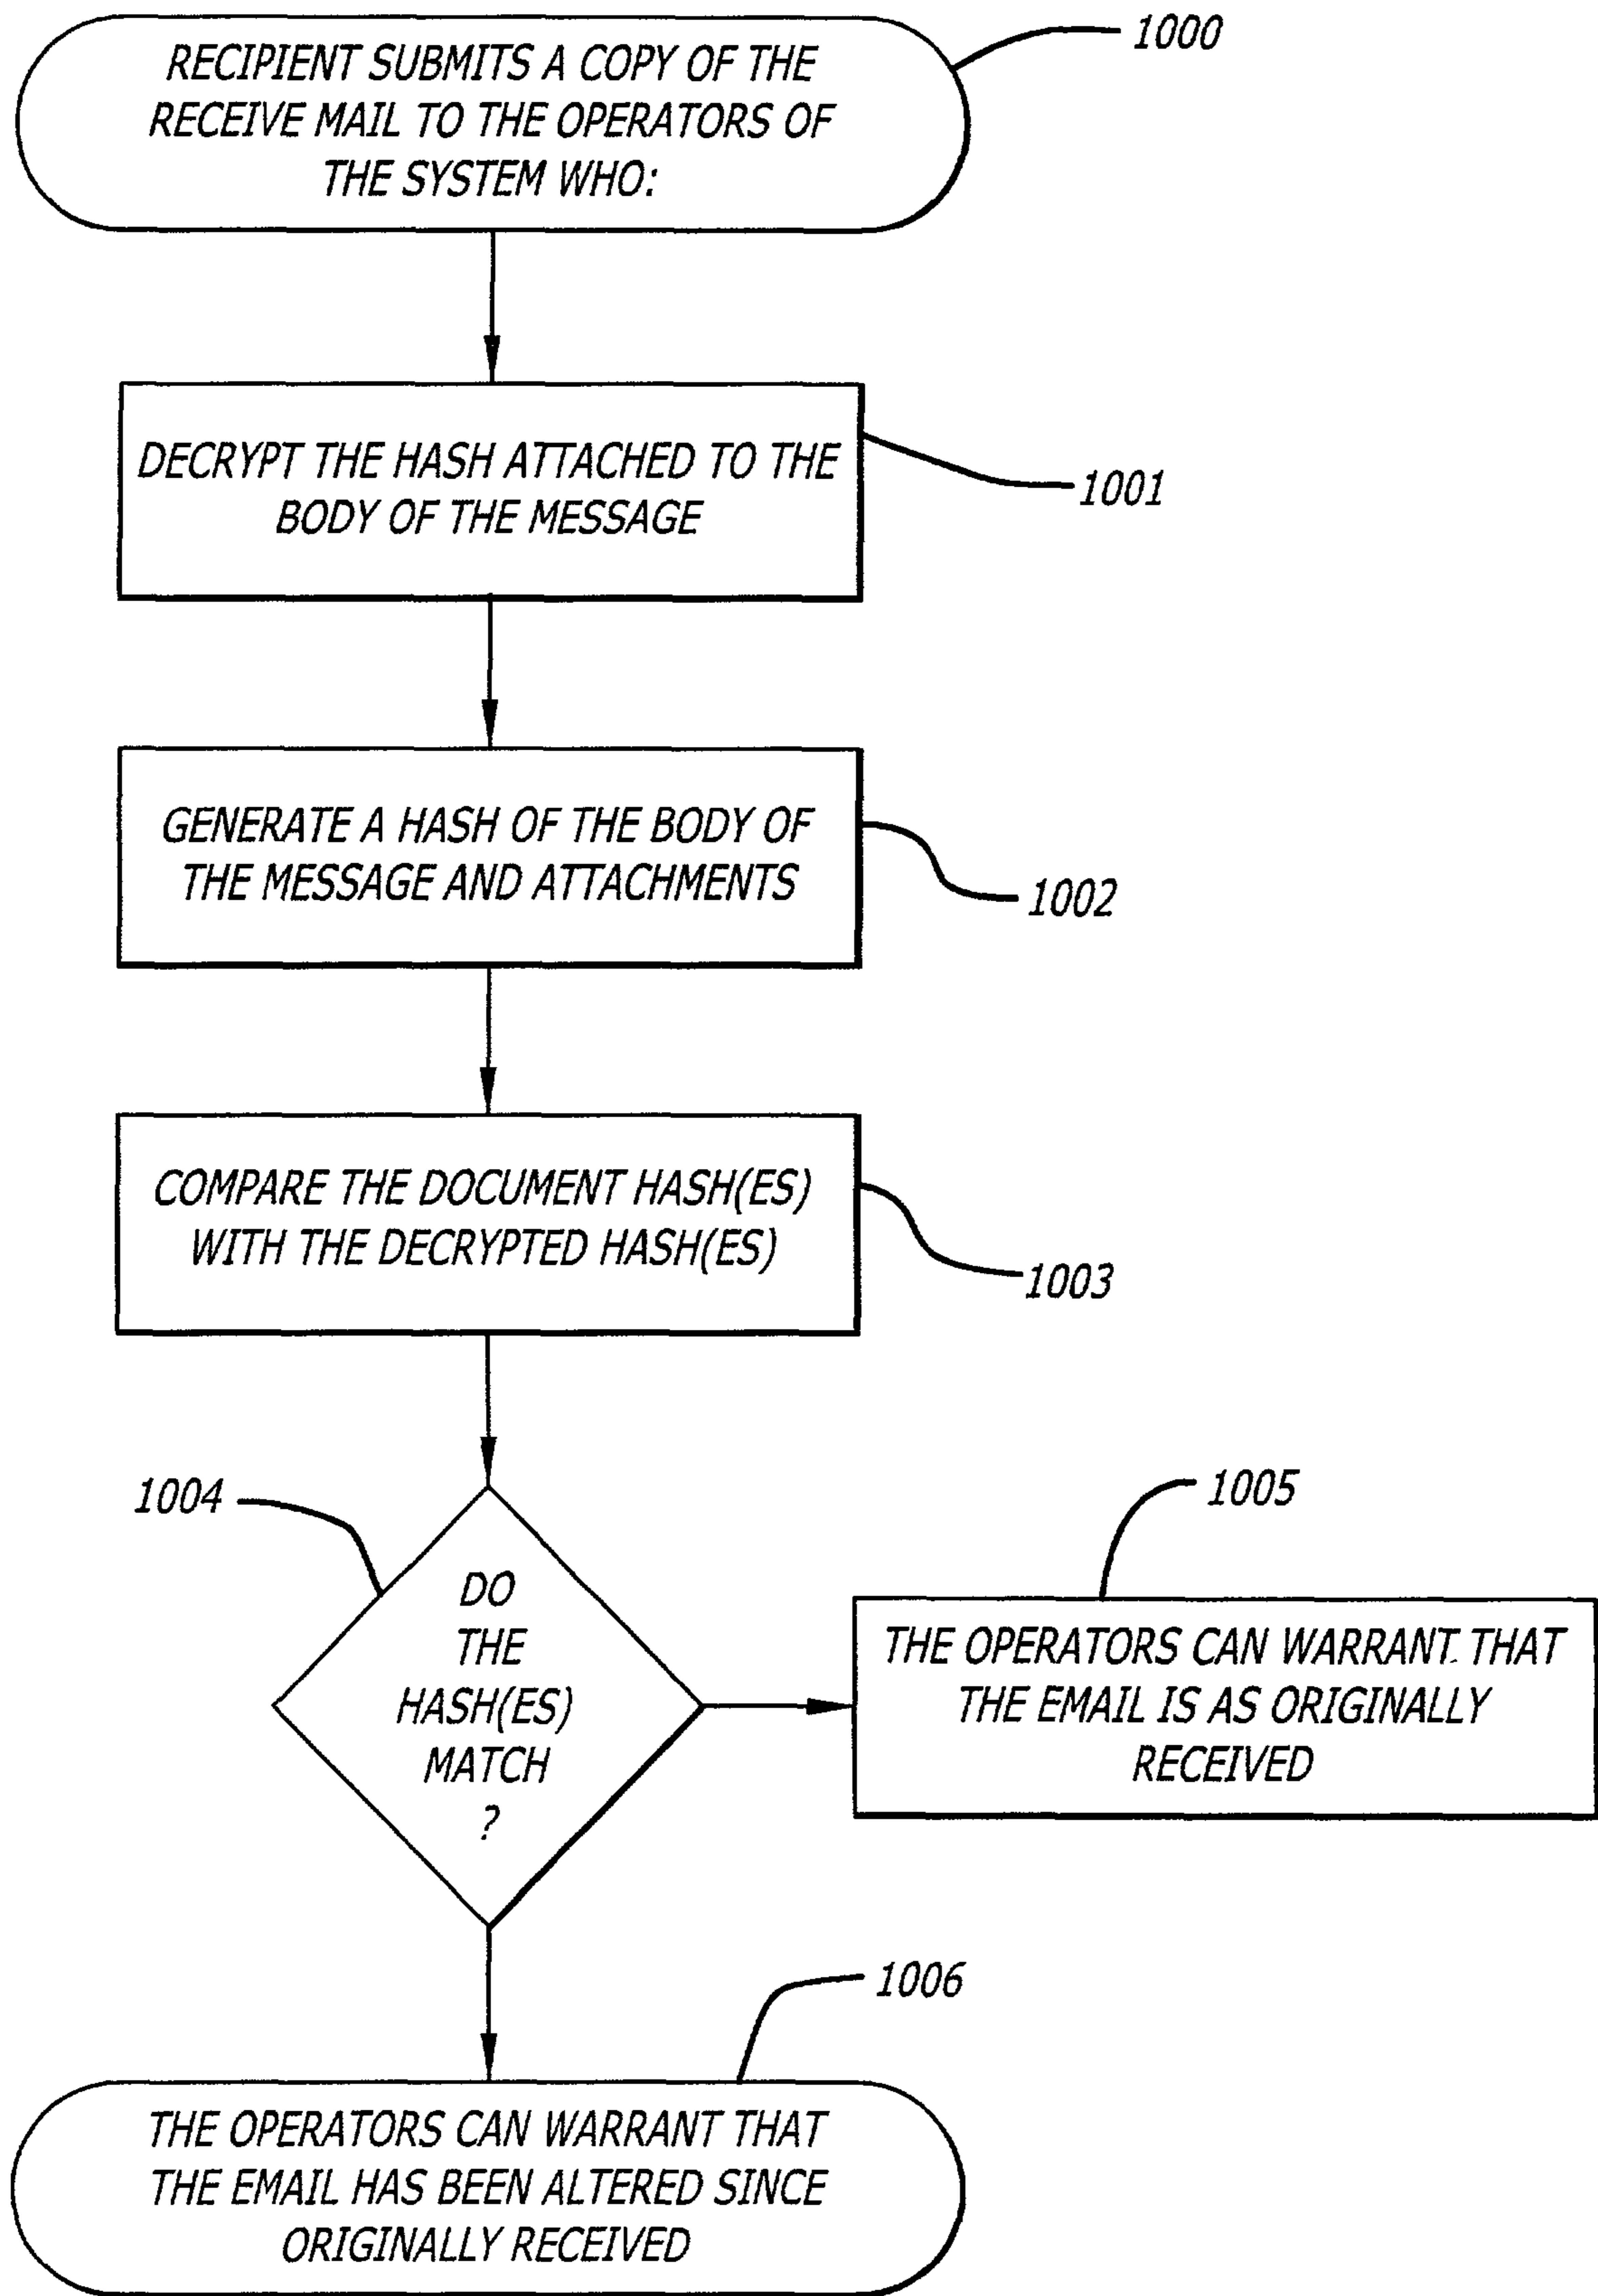 1000
RECIPIENT SUBMITS A COPY OF THE
RECEIVE MAIL TO THE OPERATORS OF
THE SYSTEM WHO:
DECRYPT THE HASH ATTACHED TO THE
BODY OF THE MESSAGE
1001
GENERATE A HASH OF THE BODY OF
THE MESSAGE AND ATTACHMENTS
1002
COMPARE THE DOCUMENT HASH(ES)
WITH THE DECRYPTED HASH(ES)
1003
1004
DO
THE
HASH(ES)
MATCH
?
1005
THE OPERATORS CAN WARRANT THAT
THE EMAIL IS AS ORIGINALLY
RECEIVED
1006
THE OPERATORS CAN WARRANT THAT
THE EMAIL HAS BEEN ALTERED SINCE
ORIGINALLY RECEIVED